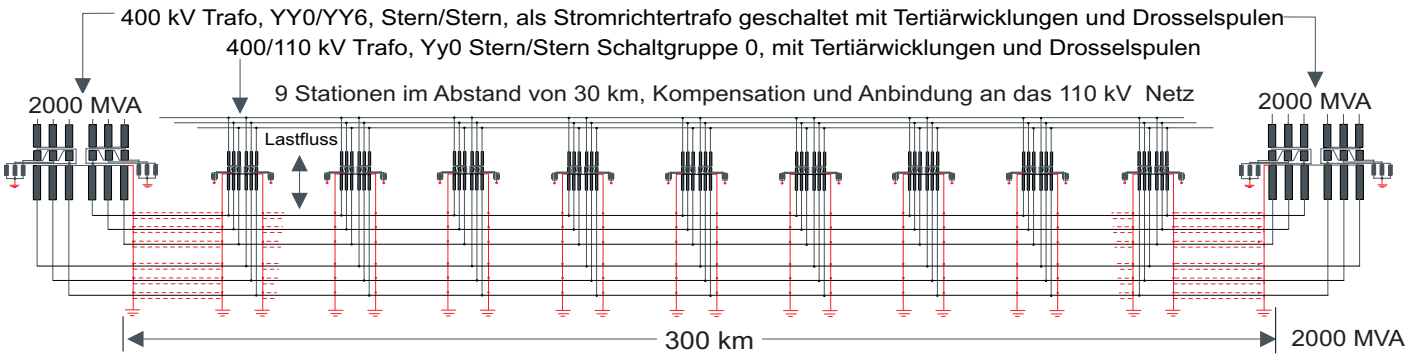 400 kV Trafo, YY0/YY6, Stern/Stern, als Stromrichtertrafo geschaltet mit Tertiärwicklungen und Drosselspulen
400/110 kV Trafo, Yy0 Stern/Stern Schaltgruppe 0, mit Tertiärwicklungen und Drosselspulen
9 Stationen im Abstand von 30 km, Kompensation und Anbindung an das 110 kV Netz
2000 MVA
2000 MVA
Lastfluss
300 km
2000 MVA